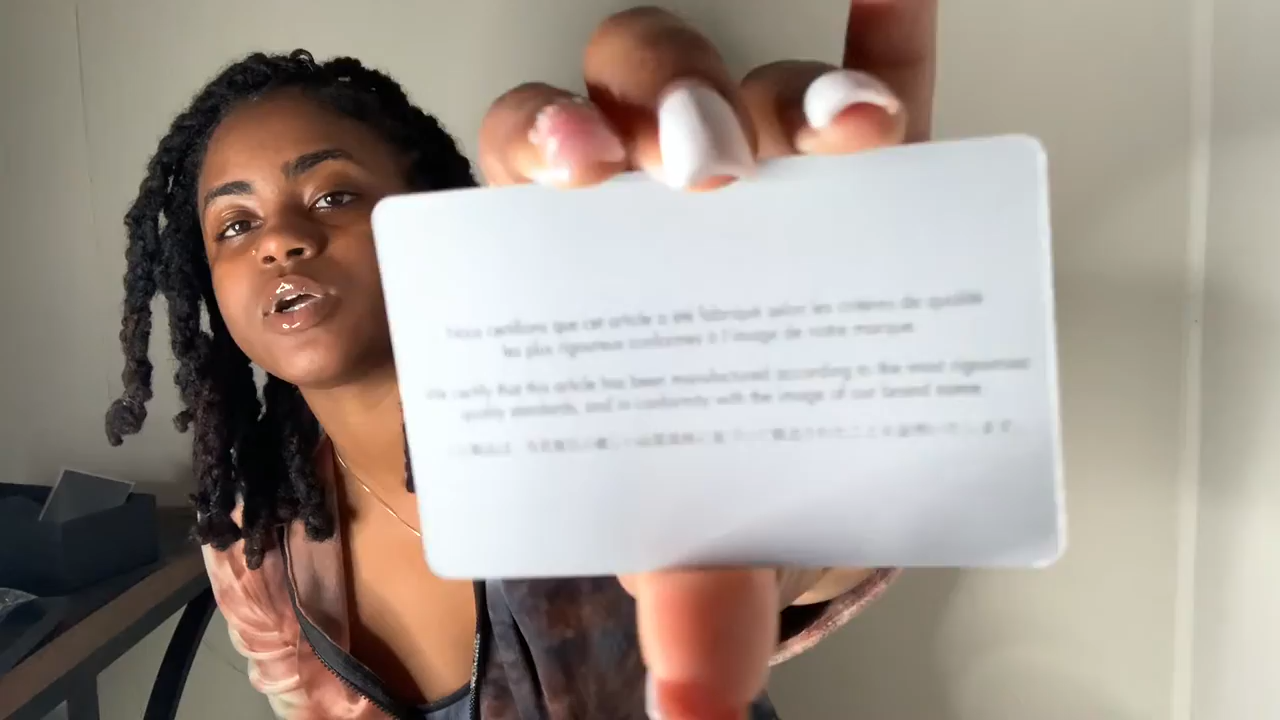 Nous certifions que cet article a été fabriqué selon les critères de qualité
les plus rigoureux conformes à l'image de notre marque.
We certify that this article has been manufactured according to the most rigourous
quality standards, and in conformity with the image of our brand name.